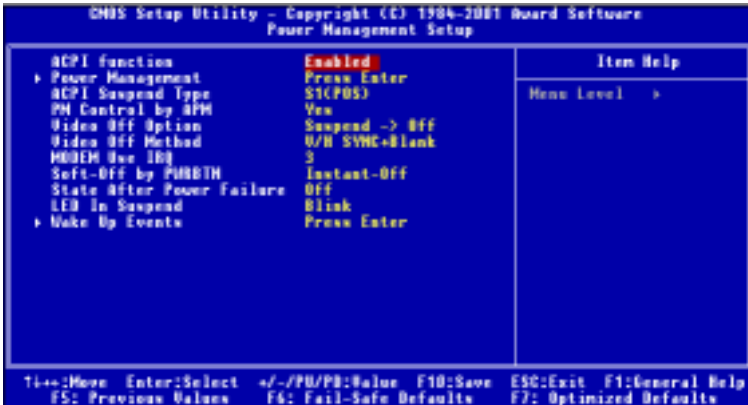 CMOS Setup Utility - Copyright (C) 1984-2001 Award Software
Power Management Setup
ACPI function Enabled
Item Help
▸ Power Management Press Enter
ACPI Suspend Type S1(POS)
Menu Level ▸
PM Control by APM Yes
Video Off Option Suspend -> Off
Video Off Method V/H SYNC+Blank
MODEM Use IRQ 3
Soft-Off by PWRBTN Instant-Off
State After Power Failure Off
LED In Suspend Blink
▸ Wake Up Events Press Enter
↑↓→←:Move Enter:Select +/-/PU/PD:Value F10:Save ESC:Exit F1:General Help
F5: Previous Values F6: Fail-Safe Defaults F7: Optimized Defaults